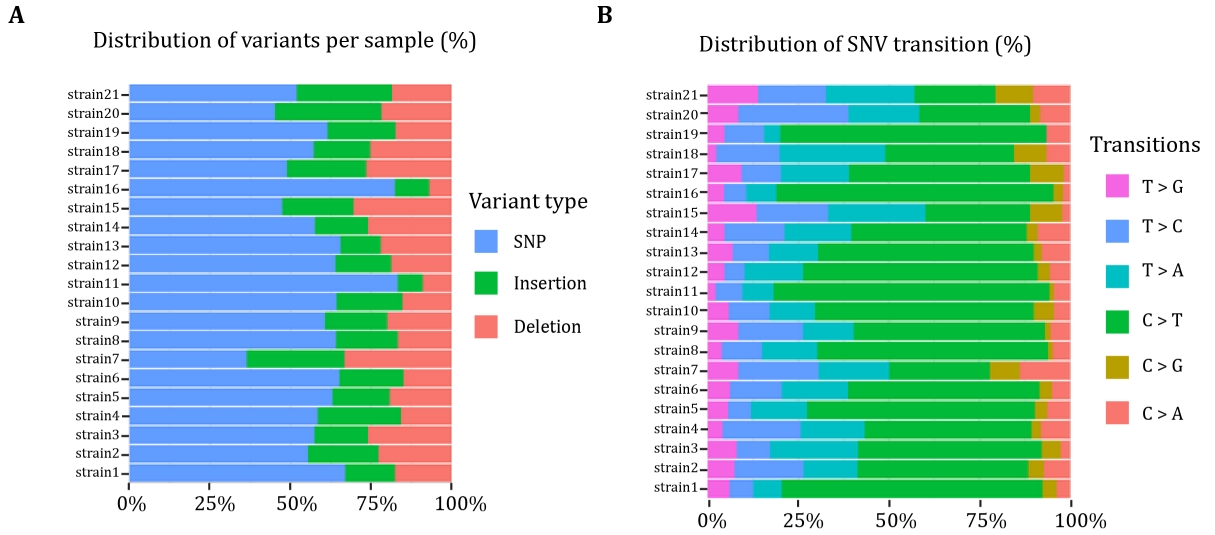 A
Distribution of variants per sample (%)
strain21
strain20
strain19
strain18
strain17
strain16
strain15
strain14
strain13
strain12
strain11
strain10
strain9
strain8
strain7
strain6
strain5
strain4
strain3
strain2
strain1
0% 25% 50% 75% 100%
Variant type
SNP
Insertion
Deletion
B
Distribution of SNV transition (%)
strain21
strain20
strain19
strain18
strain17
strain16
strain15
strain14
strain13
strain12
strain11
strain10
strain9
strain8
strain7
strain6
strain5
strain4
strain3
strain2
strain1
0% 25% 50% 75% 100%
Transitions
T > G
T > C
T > A
C > T
C > G
C > A